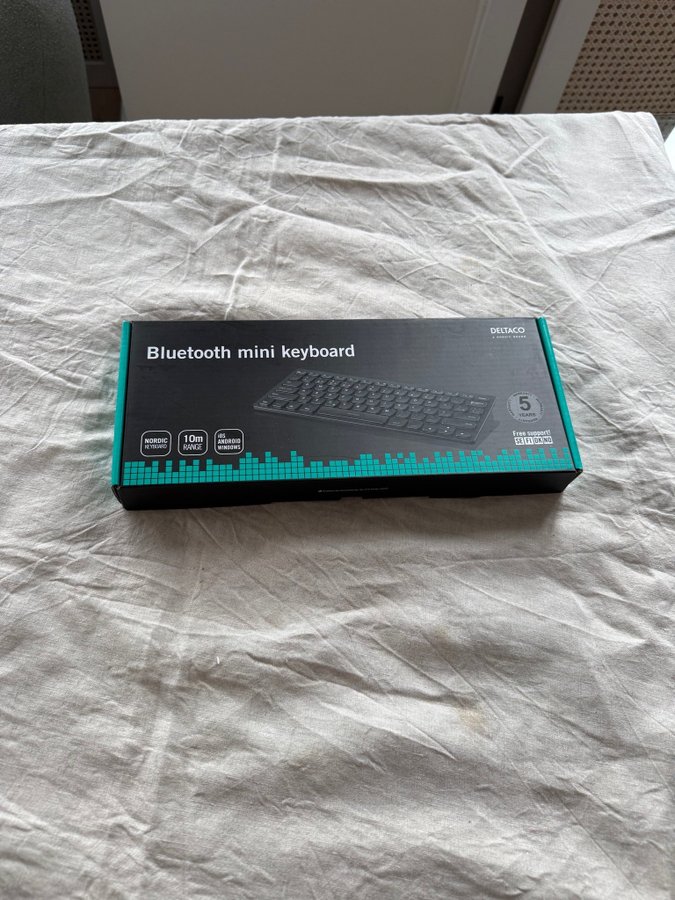 DELTACO
A NORDIC BRAND
Bluetooth mini keyboard
5
YEARS
NORDIC
KEYBOARD
10m
RANGE
iOS
ANDROID
WINDOWS
Free support!
SE FI DK NO